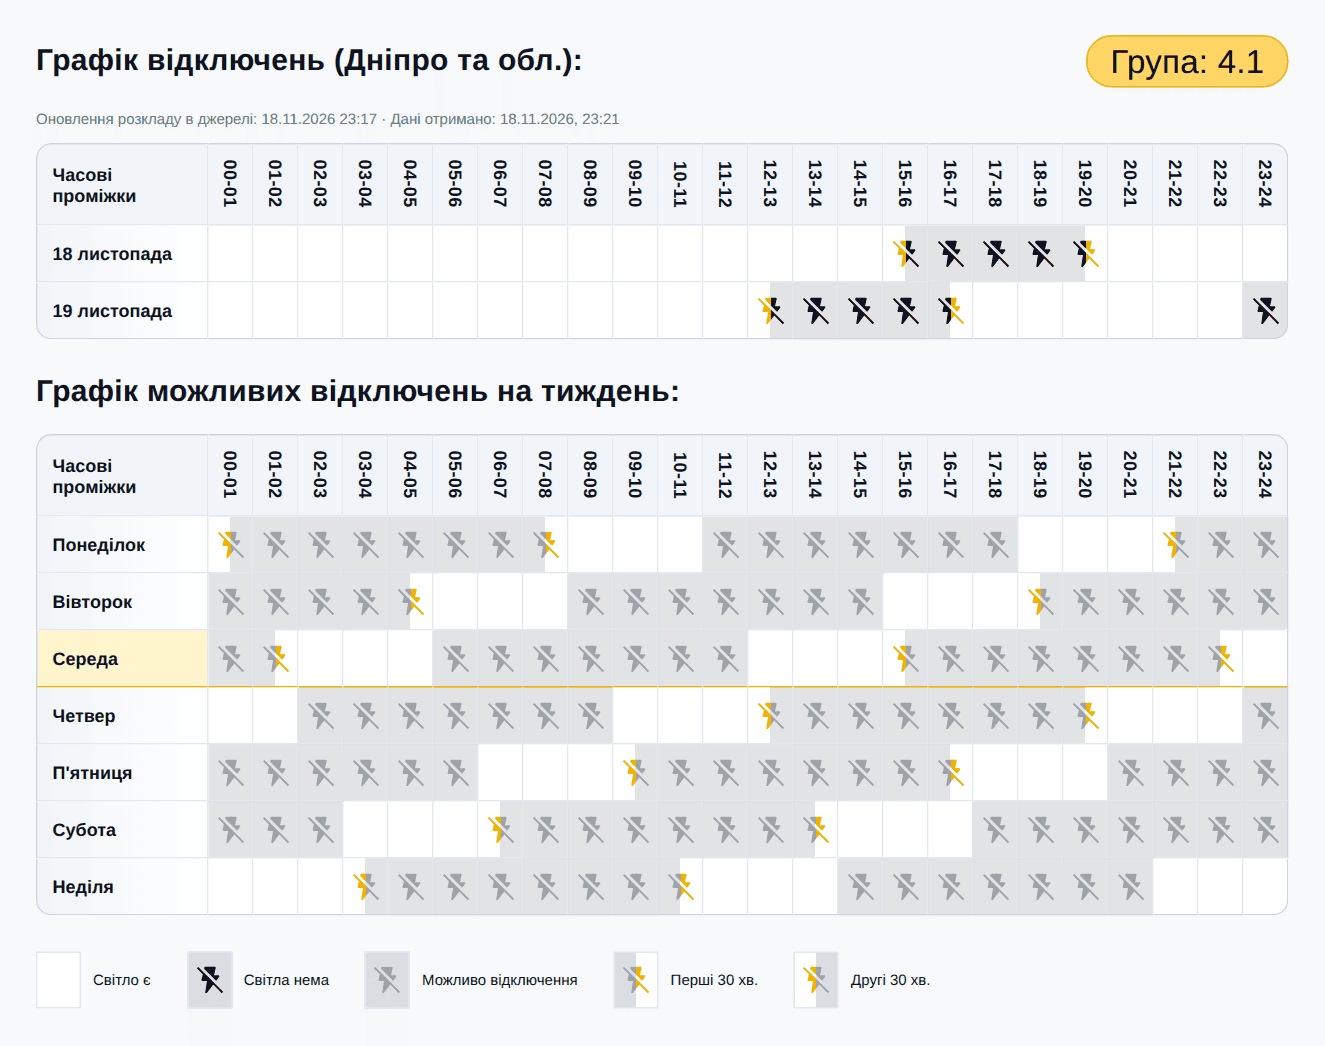 Графік відключень (Дніпро та обл.):
Група: 4.1
Оновлення розкладу в джерелі: 18.11.2026 23:17 · Дані отримано: 18.11.2026, 23:21
Часові проміжки 00-01 01-02 02-03 03-04 04-05 05-06 06-07 07-08 08-09 09-10 10-11 11-12 12-13 13-14 14-15 15-16 16-17 17-18 18-19 19-20 20-21 21-22 22-23 23-24
18 листопада
19 листопада
Графік можливих відключень на тиждень:
Часові проміжки 00-01 01-02 02-03 03-04 04-05 05-06 06-07 07-08 08-09 09-10 10-11 11-12 12-13 13-14 14-15 15-16 16-17 17-18 18-19 19-20 20-21 21-22 22-23 23-24
Понеділок
Вівторок
Середа
Четвер
П'ятниця
Субота
Неділя
Світло є Світла нема Можливо відключення Перші 30 хв. Другі 30 хв.